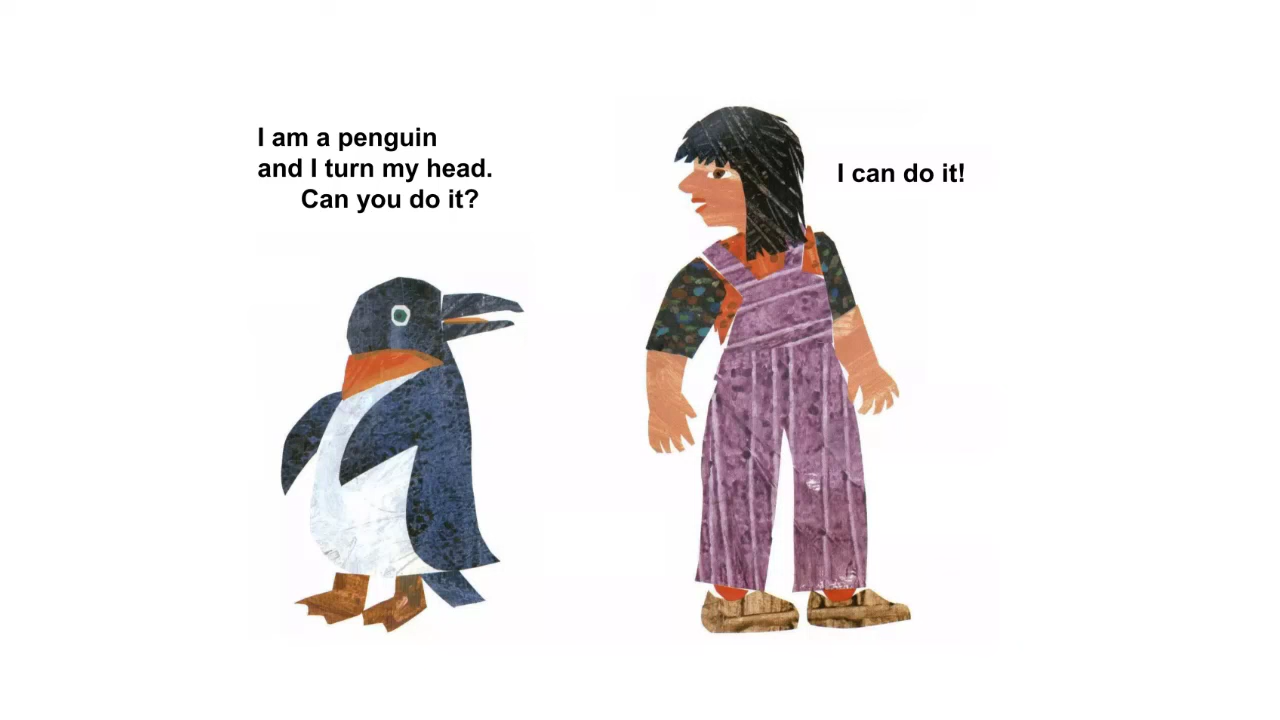 I am a penguin
and I turn my head.
Can you do it?
I can do it!